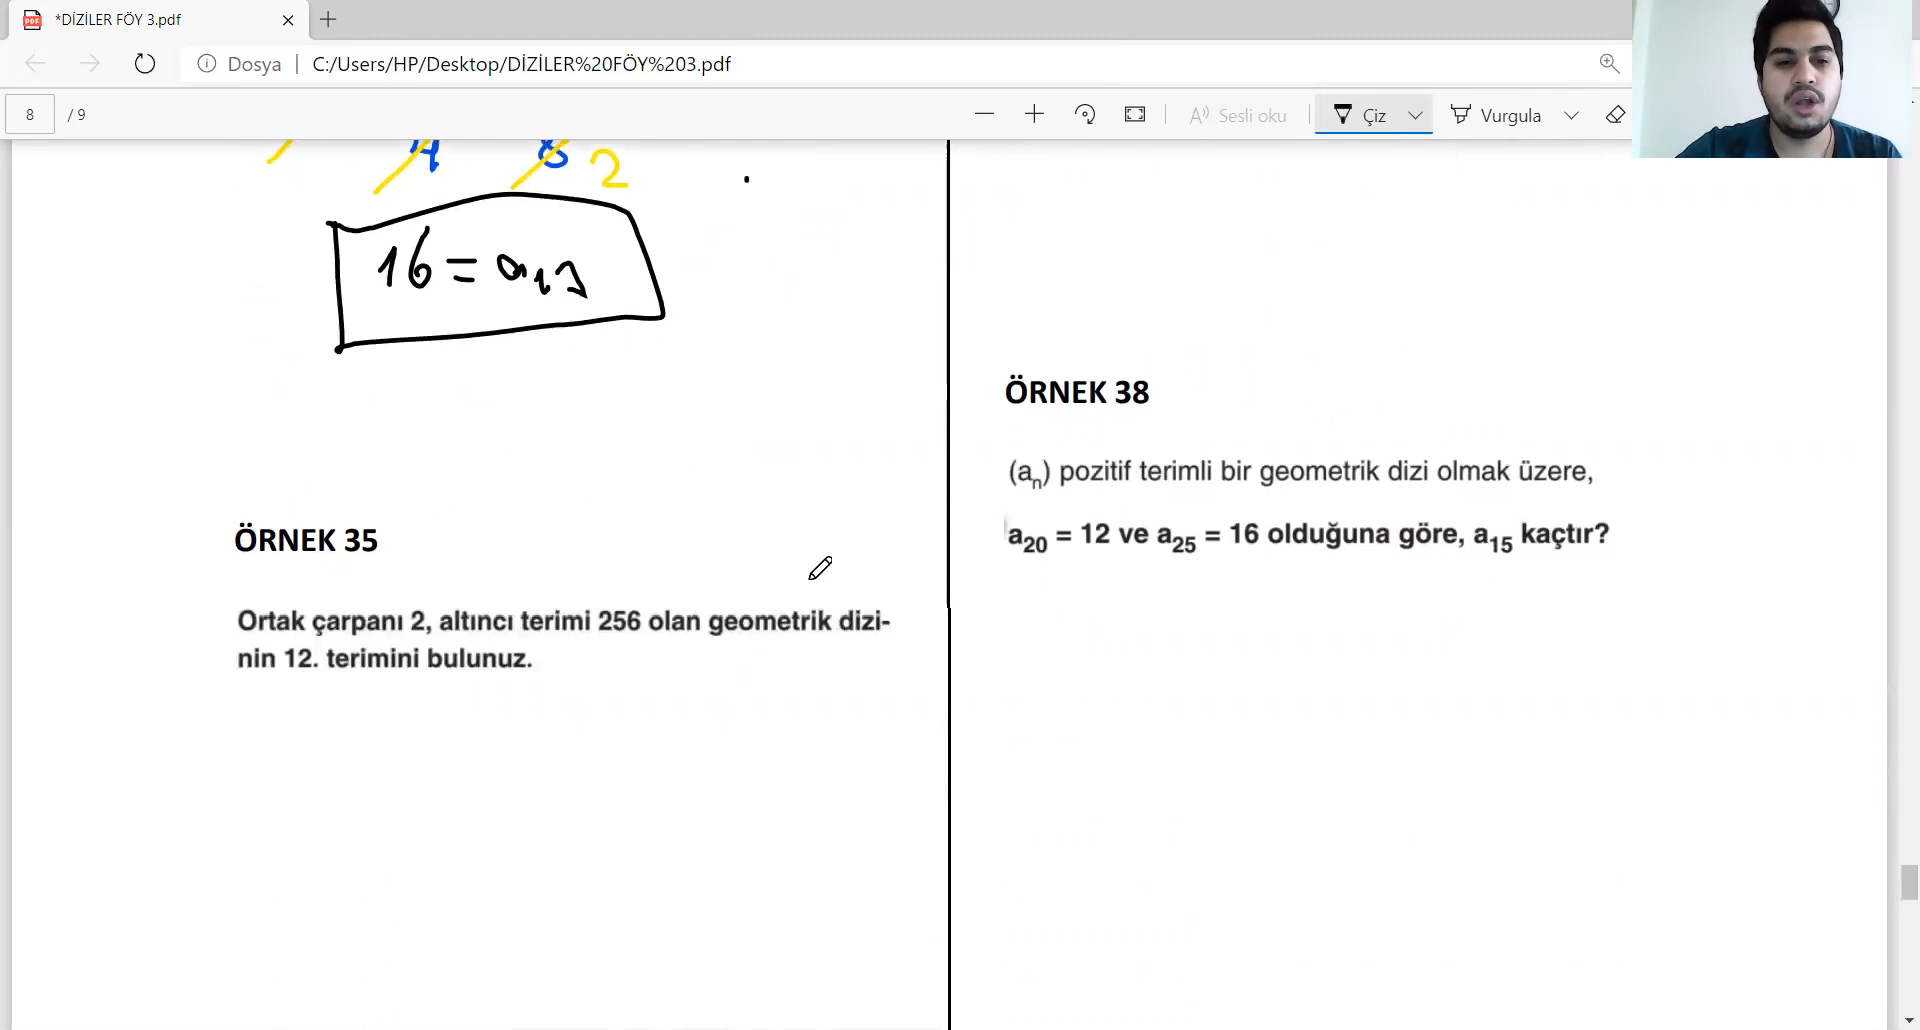 *DİZİLER FÖY 3.pdf
Dosya | C:/Users/HP/Desktop/DİZİLER%20FÖY%203.pdf
8 / 9
Sesli oku
Çiz
Vurgula
2
16 = a
ÖRNEK 35
Ortak çarpanı 2, altıncı terimi 256 olan geometrik dizi-
nin 12. terimini bulunuz.
ÖRNEK 38
(aₙ) pozitif terimli bir geometrik dizi olmak üzere,
a₂₀ = 12 ve a₂₅ = 16 olduğuna göre, a₁₅ kaçtır?